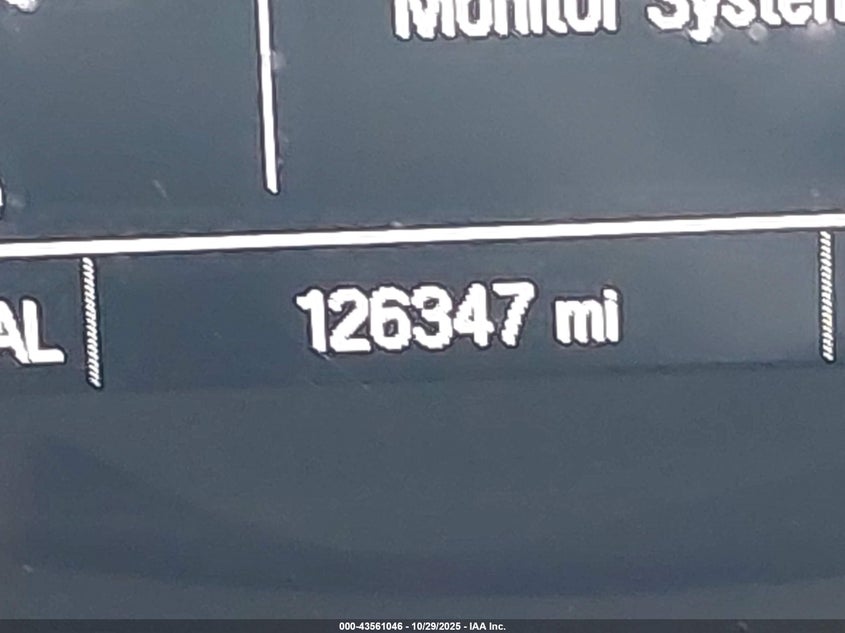 Monitor System
126347 mi
AL
000-43561046 - 10/29/2025 - IAA Inc.